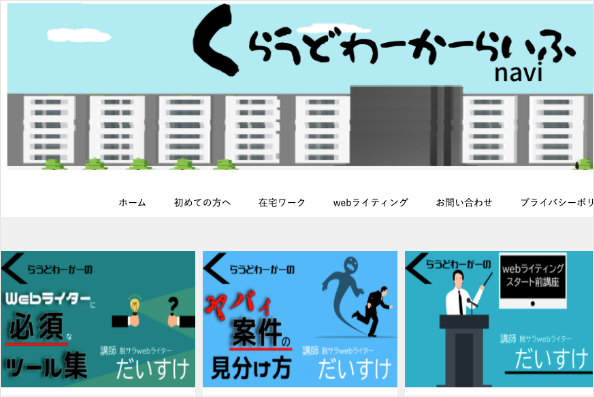 くらうどわーかーらいふ
navi
ホーム 初めての方へ 在宅ワーク webライティング お問い合わせ プライバシーポリ
くらうどわーかーの
Webライターに
必須な
ツール集
講師 脱サラwebライター
だいすけ
くらうどわーかーの
ヤバイ
案件の
見分け方
講師 脱サラwebライター
だいすけ
くらうどわーかーの
webライティング
スタート前講座
講師 脱サラwebライター
だいすけ